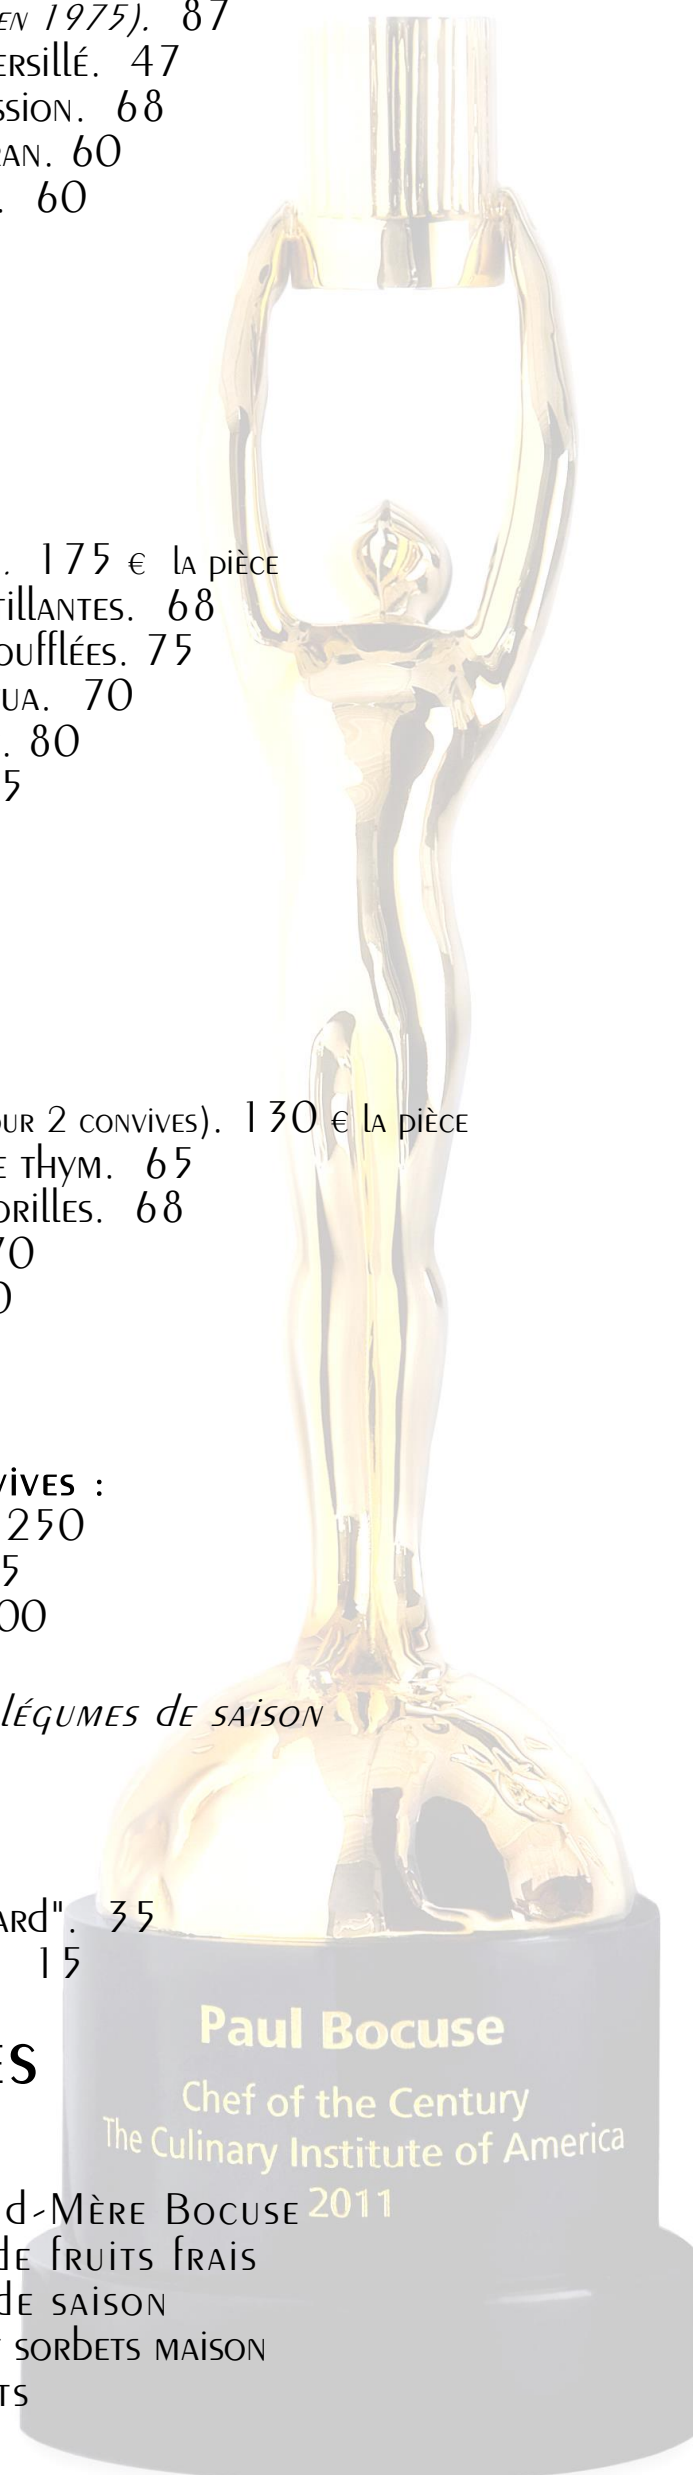 EN 1975). 87
ERSILLÉ. 47
SSION. 68
RAN. 60
. 60
. 175 € LA PIÈCE
TILLANTES. 68
OUFFLÉES. 75
UA. 70
. 80
5
OUR 2 CONVIVES). 130 € LA PIÈCE
E THYM. 65
ORILLES. 68
70
0
VIVES :
250
5
00
LÉGUMES DE SAISON
ARD". 35
15
Paul Bocuse
ES
Chef of the Century
The Culinary Institute of America
2011
D-MÈRE BOCUSE
DE FRUITS FRAIS
DE SAISON
T SORBETS MAISON
TS